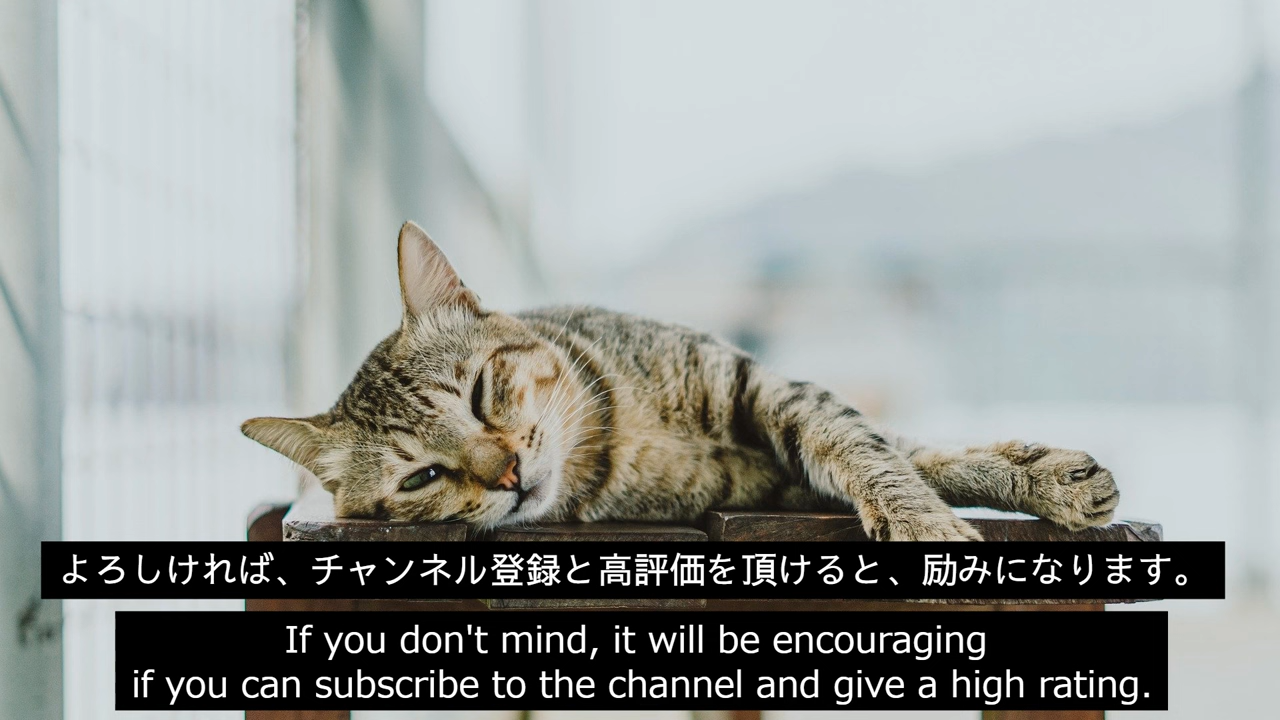 よろしければ、チャンネル登録と高評価を頂けると、励みになります。
If you don't mind, it will be encouraging
if you can subscribe to the channel and give a high rating.